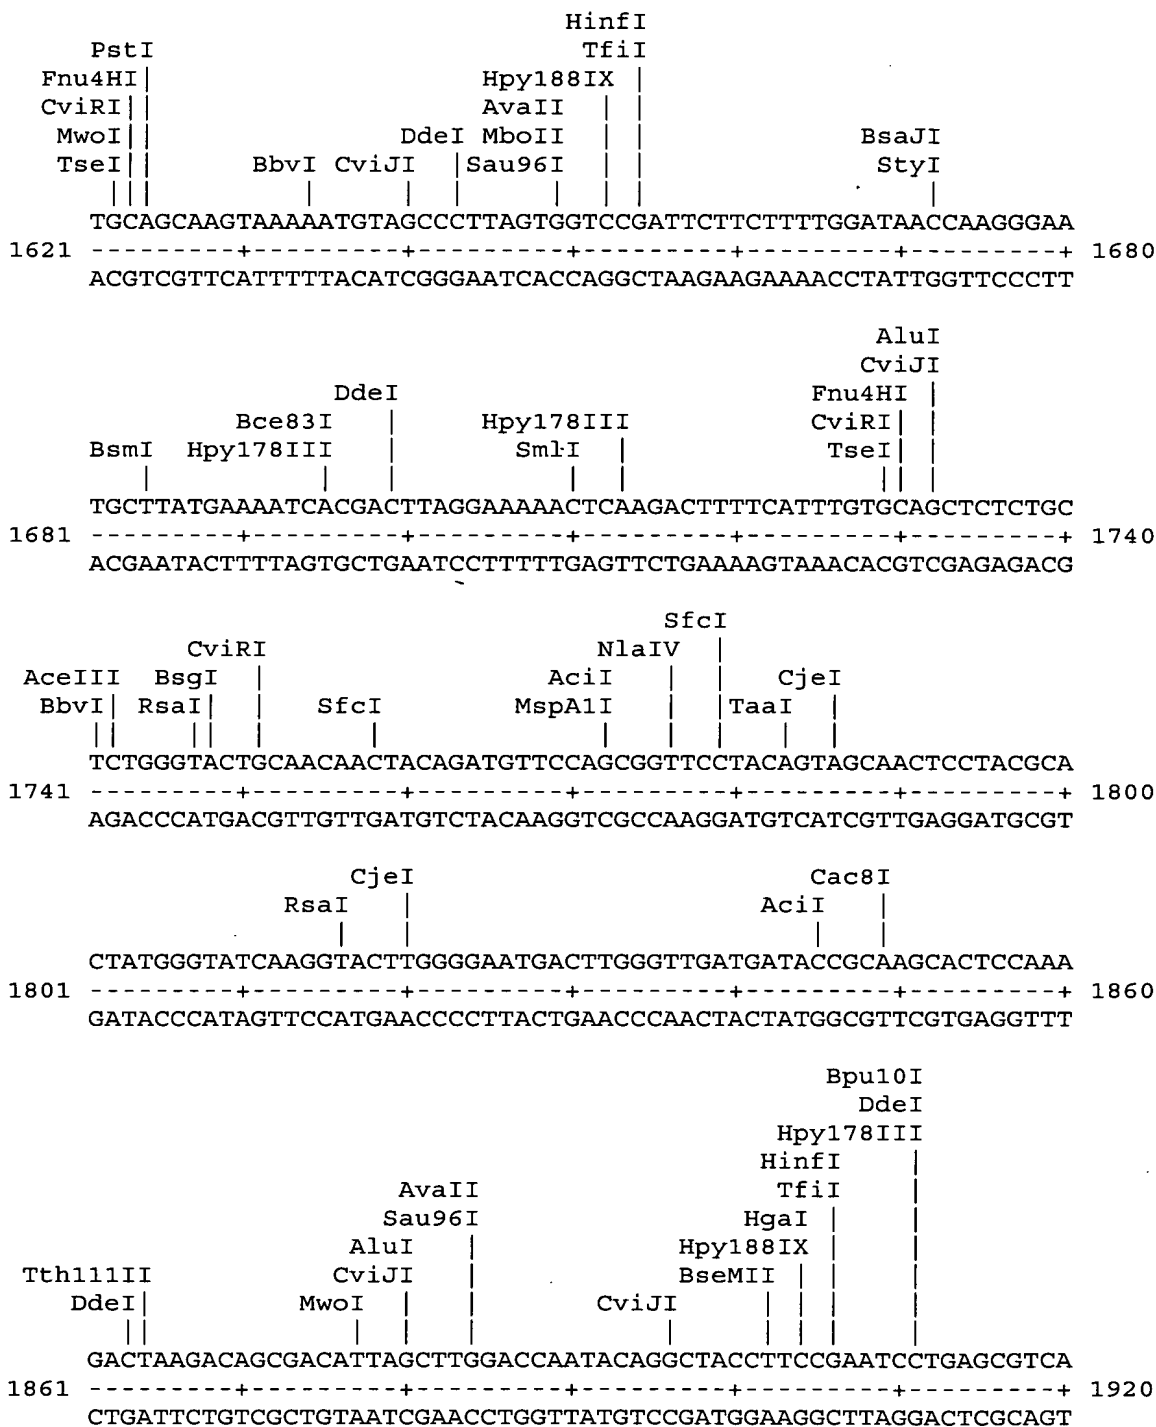 HinfI
PstI TfiI
Fnu4HI Hpy188IX
CviRI AvaII
MwoI DdeI MboII BsaJI
TseI BbvI CviJI Sau96I StyI
TGCAGCAAGTAAAAATGTAGCCCTTAGTGGTCCGATTCTTCTTTTGGATAACCAAGGGAA
1621 ---------+---------+---------+---------+---------+---------+ 1680
ACGTCGTTCATTTTTACATCGGGAATCACCAGGCTAAGAAGAAAACCTATTGGTTCCCTT
AluI
CviJI
DdeI Fnu4HI
Bce83I Hpy178III CviRI
BsmI Hpy178III SmlI TseI
TGCTTATGAAAATCACGACTTAGGAAAAACTCAAGACTTTTCATTTGTGCAGCTCTCTGC
1681 ---------+---------+---------+---------+---------+---------+ 1740
ACGAATACTTTTAGTGCTGAATCCTTTTTGAGTTCTGAAAAGTAAACACGTCGAGAGACG
SfcI
CviRI NlaIV
AceIII BsgI AciI CjeI
BbvI RsaI SfcI MspA1I TaaI
TCTGGGTACTGCAACAACTACAGATGTTCCAGCGGTTCCTACAGTAGCAACTCCTACGCA
1741 ---------+---------+---------+---------+---------+---------+ 1800
AGACCCATGACGTTGTTGATGTCTACAAGGTCGCCAAGGATGTCATCGTTGAGGATGCGT
CjeI Cac8I
RsaI AciI
CTATGGGTATCAAGGTACTTGGGGAATGACTTGGGTTGATGATACCGCAAGCACTCCAAA
1801 ---------+---------+---------+---------+---------+---------+ 1860
GATACCCATAGTTCCATGAACCCCTTACTGAACCCAACTACTATGGCGTTCGTGAGGTTT
Bpu10I
DdeI
Hpy178III
HinfI
AvaII TfiI
Sau96I HgaI
AluI Hpy188IX
Tth111II CviJI BseMII
DdeI MwoI CviJI
GACTAAGACAGCGACATTAGCTTGGACCAATACAGGCTACCTTCCGAATCCTGAGCGTCA
1861 ---------+---------+---------+---------+---------+---------+ 1920
CTGATTCTGTCGCTGTAATCGAACCTGGTTATGTCCGATGGAAGGCTTAGGACTCGCAGT